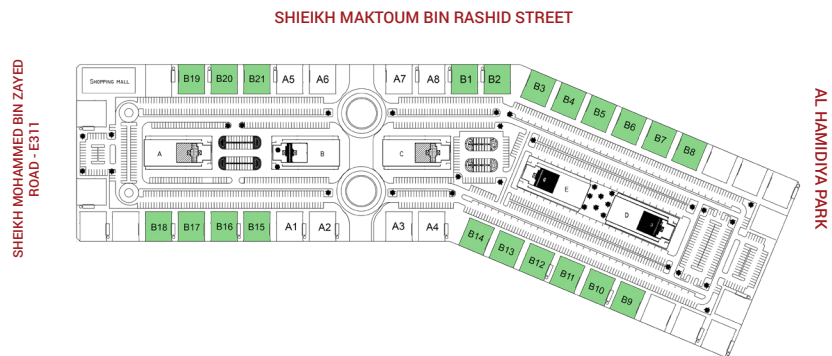 SHIEIKH MAKTOUM BIN RASHID STREET
SHEIKH MOHAMMED BIN ZAYED
ROAD - E311
AL HAMIDIYA PARK
SHOPPING MALL
B19 B20 B21 A5 A6 A7 A8 B1 B2
B3 B4 B5 B6 B7 B8
A B C E D
B18 B17 B16 B15 A1 A2 A3 A4
B14 B13 B12 B11 B10 B9